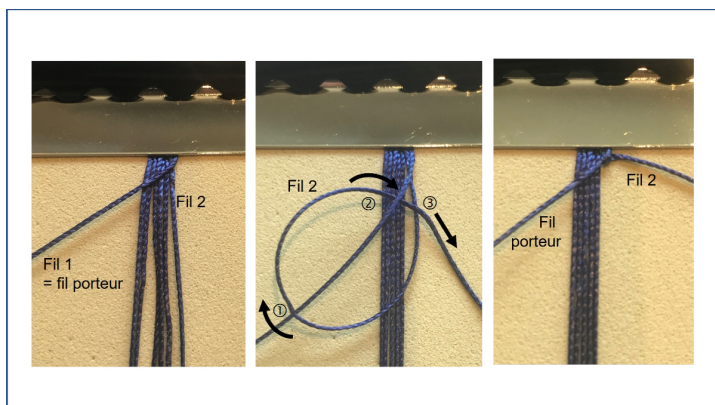 Fil 2
Fil 1
= fil porteur
Fil 2
②
③
①
Fil 2
Fil
porteur